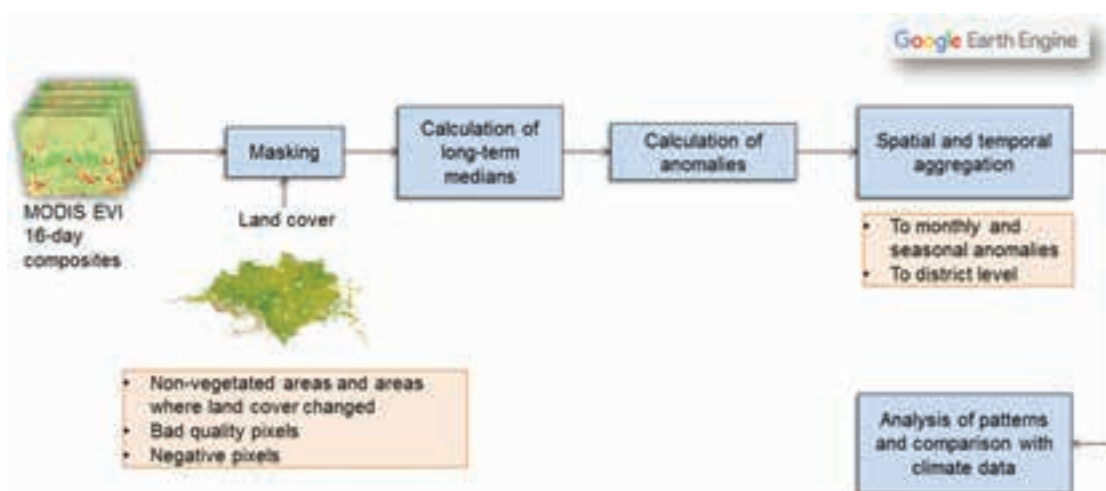 Google Earth Engine
MODIS EVI
16-day
composites
Masking
Land cover
• Non-vegetated areas and areas
where land cover changed
• Bad quality pixels
• Negative pixels
Calculation of
long-term
medians
Calculation of
anomalies
Spatial and temporal
aggregation
• To monthly and
seasonal anomalies
• To district level
Analysis of patterns
and comparison with
climate data